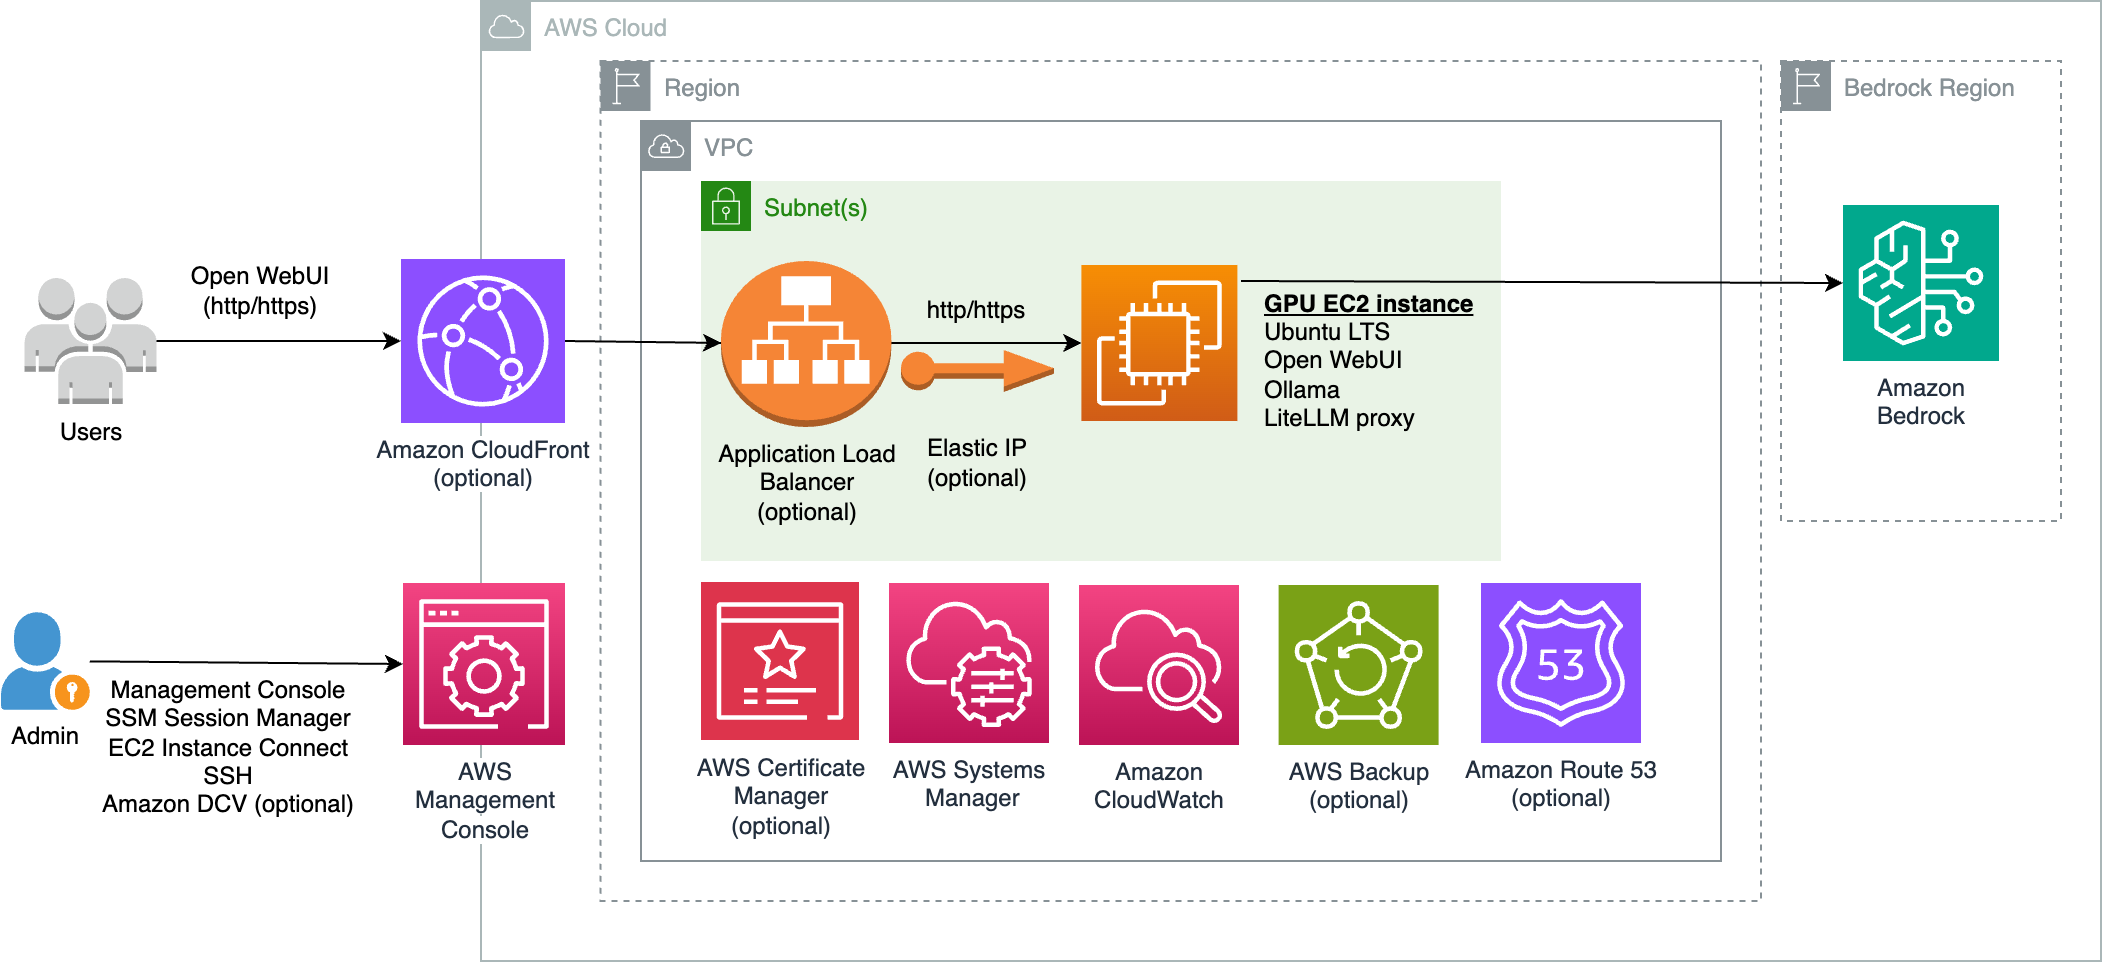 AWS Cloud
Region
Bedrock Region
VPC
Subnet(s)
Open WebUI
(http/https)
Users
Amazon CloudFront
(optional)
Application Load
Balancer
(optional)
http/https
Elastic IP
(optional)
GPU EC2 instance
Ubuntu LTS
Open WebUI
Ollama
LiteLLM proxy
Amazon
Bedrock
Admin
Management Console
SSM Session Manager
EC2 Instance Connect
SSH
Amazon DCV (optional)
AWS
Management
Console
AWS Certificate
Manager
(optional)
AWS Systems
Manager
Amazon
CloudWatch
AWS Backup
(optional)
53
Amazon Route 53
(optional)